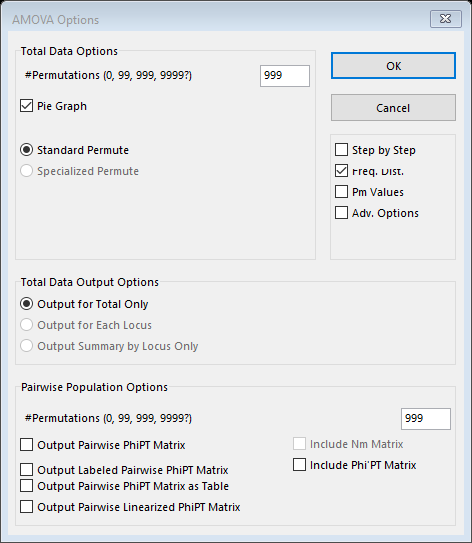 AMOVA Options
Total Data Options
#Permutations (0, 99, 999, 9999?) 999
Pie Graph
Standard Permute
Specialized Permute
OK
Cancel
Step by Step
Freq. Dist.
Pm Values
Adv. Options
Total Data Output Options
Output for Total Only
Output for Each Locus
Output Summary by Locus Only
Pairwise Population Options
#Permutations (0, 99, 999, 9999?) 999
Output Pairwise PhiPT Matrix
Include Nm Matrix
Output Labeled Pairwise PhiPT Matrix
Include Phi'PT Matrix
Output Pairwise PhiPT Matrix as Table
Output Pairwise Linearized PhiPT Matrix